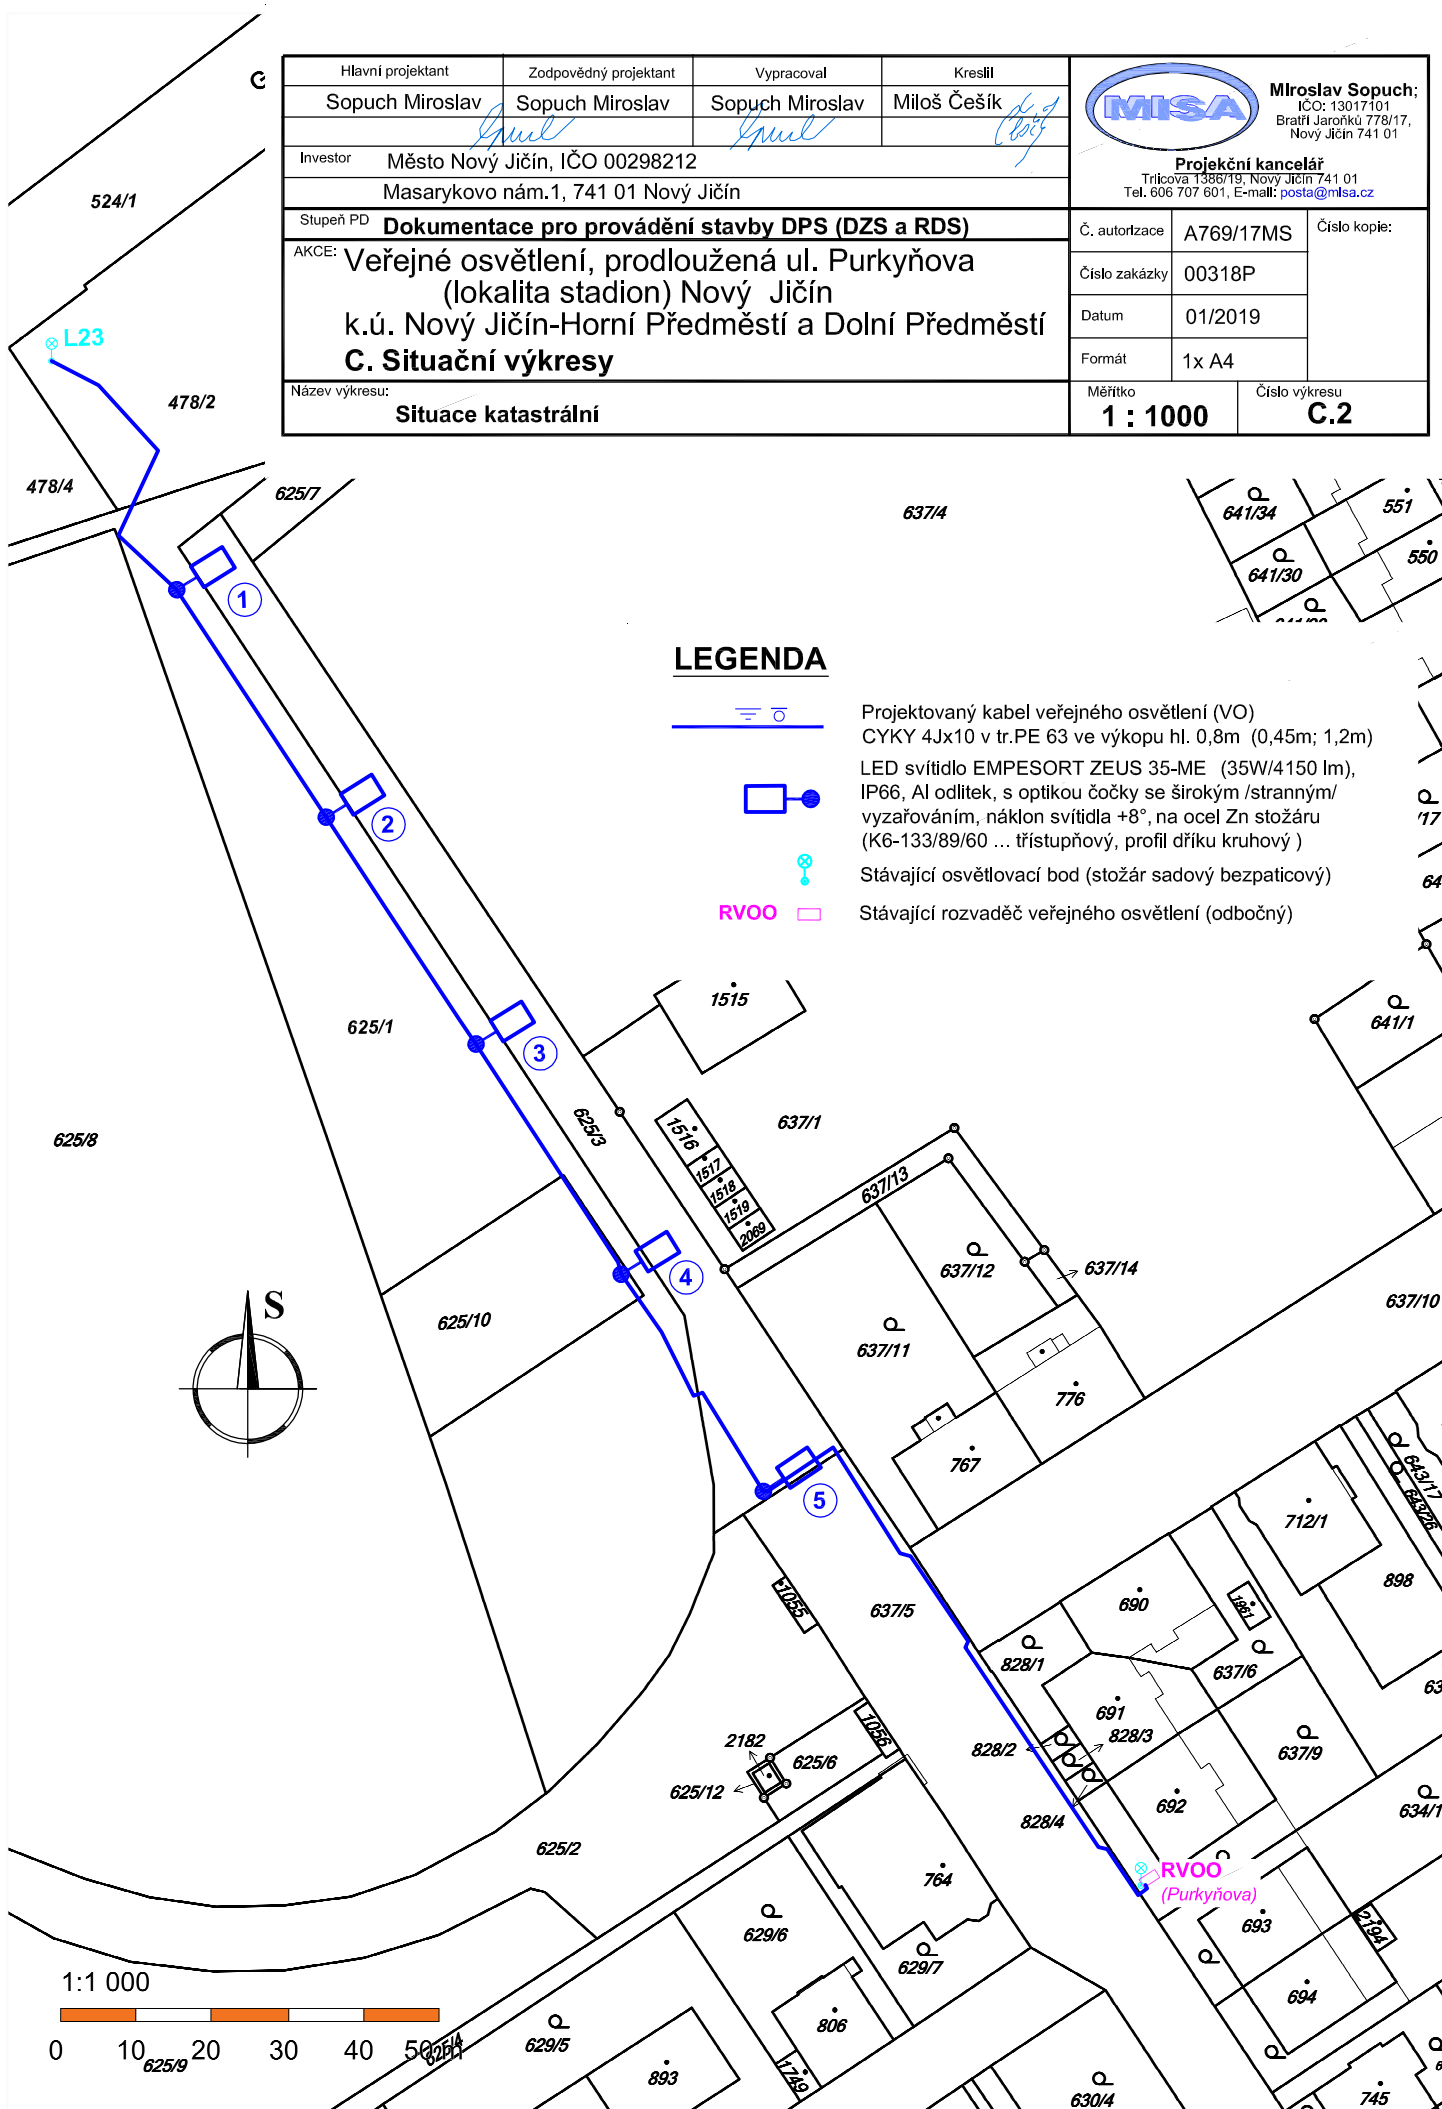 Hlavní projektant
Zodpovědný projektant
Vypracoval
Kreslil
Sopuch Miroslav
Sopuch Miroslav
Sopuch Miroslav
Miloš Češík
Investor
Město Nový Jičín, IČO 00298212
Masarykovo nám.1, 741 01 Nový Jičín
Stupeň PD
Dokumentace pro provádění stavby DPS (DZS a RDS)
AKCE:
Veřejné osvětlení, prodloužená ul. Purkyňova
(lokalita stadion) Nový Jičín
k.ú. Nový Jičín-Horní Předměstí a Dolní Předměstí
C. Situační výkresy
Název výkresu:
Situace katastrální
MISA
Miroslav Sopuch;
IČO: 13017101
Bratří Jaroňků 778/17,
Nový Jičín 741 01
Projekční kancelář
Trlicova 1386/19, Nový Jičín 741 01
Tel. 606 707 601, E-mail: posta@misa.cz
Č. autorizace
A769/17MS
Číslo kopie:
Číslo zakázky
00318P
Datum
01/2019
Formát
1x A4
Měřítko
1 : 1000
Číslo výkresu
C.2
524/1
L23
478/2
478/4
625/7
637/4
641/34
551
641/30
550
1
2
3
4
5
LEGENDA
Projektovaný kabel veřejného osvětlení (VO)
CYKY 4Jx10 v tr.PE 63 ve výkopu hl. 0,8m (0,45m; 1,2m)
LED svítidlo EMPESORT ZEUS 35-ME (35W/4150 lm),
IP66, Al odlitek, s optikou čočky se širokým /stranným/
vyzařováním, náklon svítidla +8°, na ocel Zn stožáru
(K6-133/89/60 ... třístupňový, profil dříku kruhový )
Stávající osvětlovací bod (stožár sadový bezpaticový)
RVOO
Stávající rozvaděč veřejného osvětlení (odbočný)
/17
64
1515
641/1
625/1
625/3
625/8
637/1
1516
1517
1518
1519
2069
637/13
637/12
637/14
637/10
637/11
625/10
S
776
767
643/17
643/26
712/1
898
690
1961
637/5
1055
828/1
637/6
63
691
828/3
828/2
637/9
1056
2182
625/6
625/12
692
634/1
828/4
625/2
764
RVOO
(Purkyňova)
693
2194
629/6
629/7
694
806
1:1 000
0 10 20 30 40 50m
625/9
629/5
893
1749
630/4
745